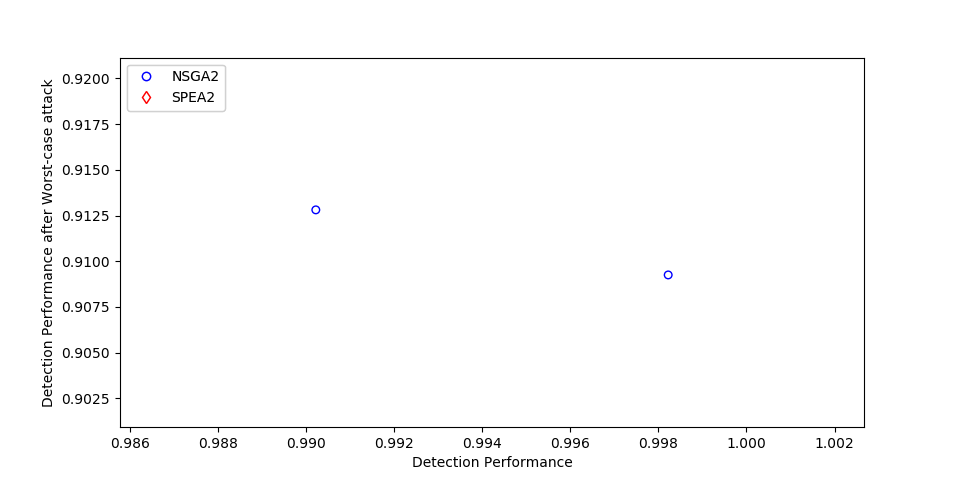 NSGA2
SPEA2
0.9200
0.9175
0.9150
0.9125
0.9100
0.9075
0.9050
0.9025
Detection Performance after Worst-case attack
0.986 0.988 0.990 0.992 0.994 0.996 0.998 1.000 1.002
Detection Performance